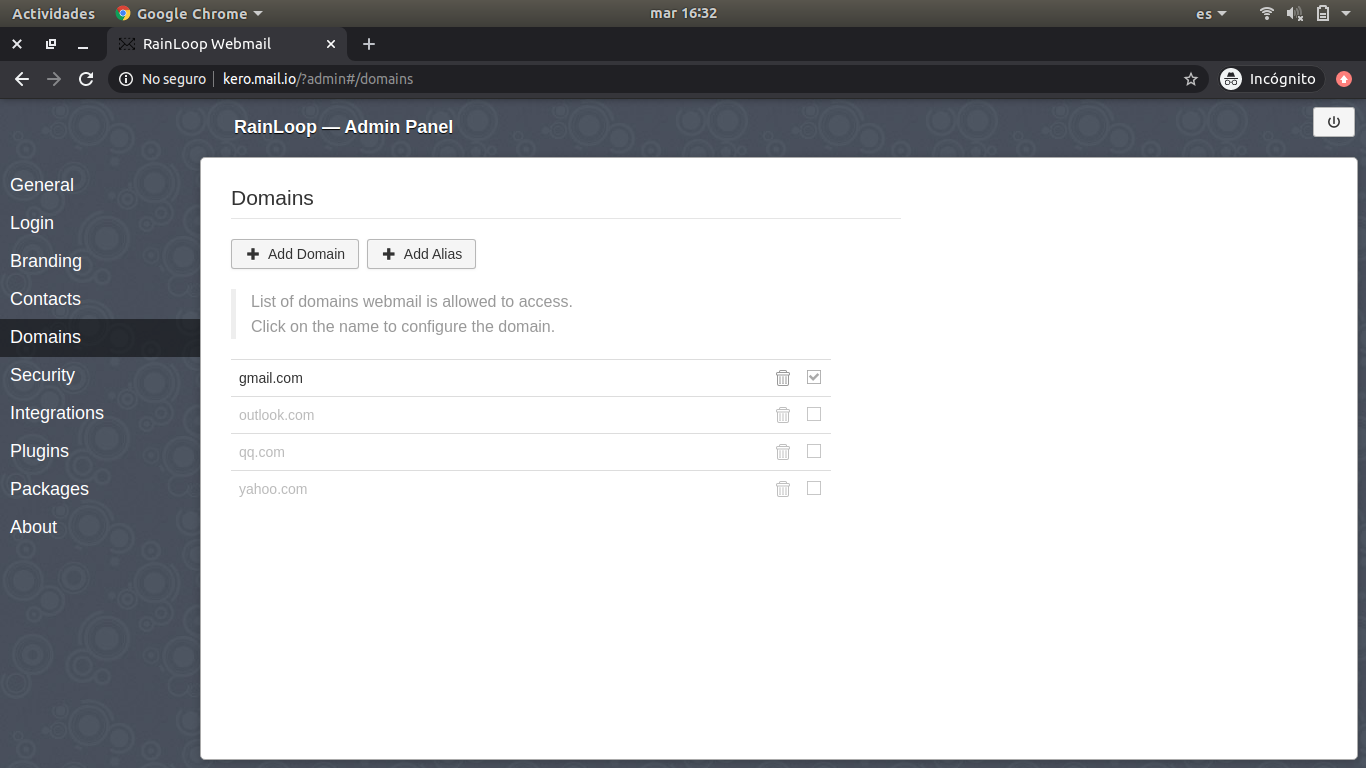 Actividades Google Chrome mar 16:32 es
RainLoop Webmail
No seguro kero.mail.io/?admin#/domains Incógnito
RainLoop — Admin Panel
General
Login
Branding
Contacts
Domains
Security
Integrations
Plugins
Packages
About
Domains
Add Domain Add Alias
List of domains webmail is allowed to access.
Click on the name to configure the domain.
gmail.com
outlook.com
qq.com
yahoo.com